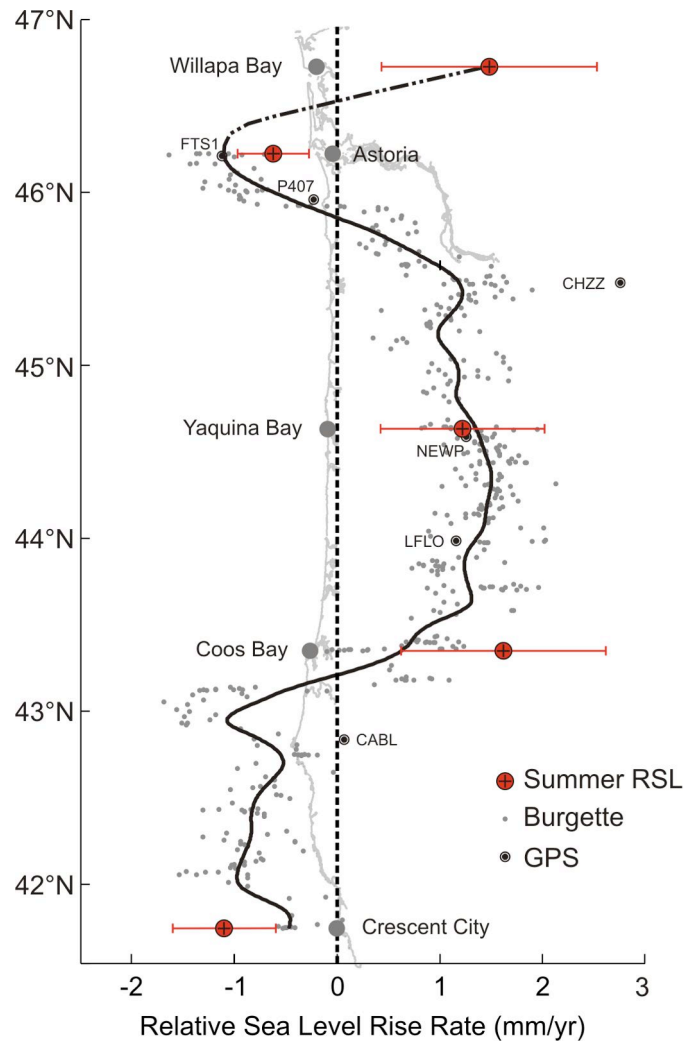 47°N
Willapa Bay
FTS1
Astoria
46°N
P407
CHZZ
45°N
Yaquina Bay
NEWP
44°N
LFLO
Coos Bay
43°N
CABL
Summer RSL
Burgette
GPS
42°N
Crescent City
-2 -1 0 1 2 3
Relative Sea Level Rise Rate (mm/yr)